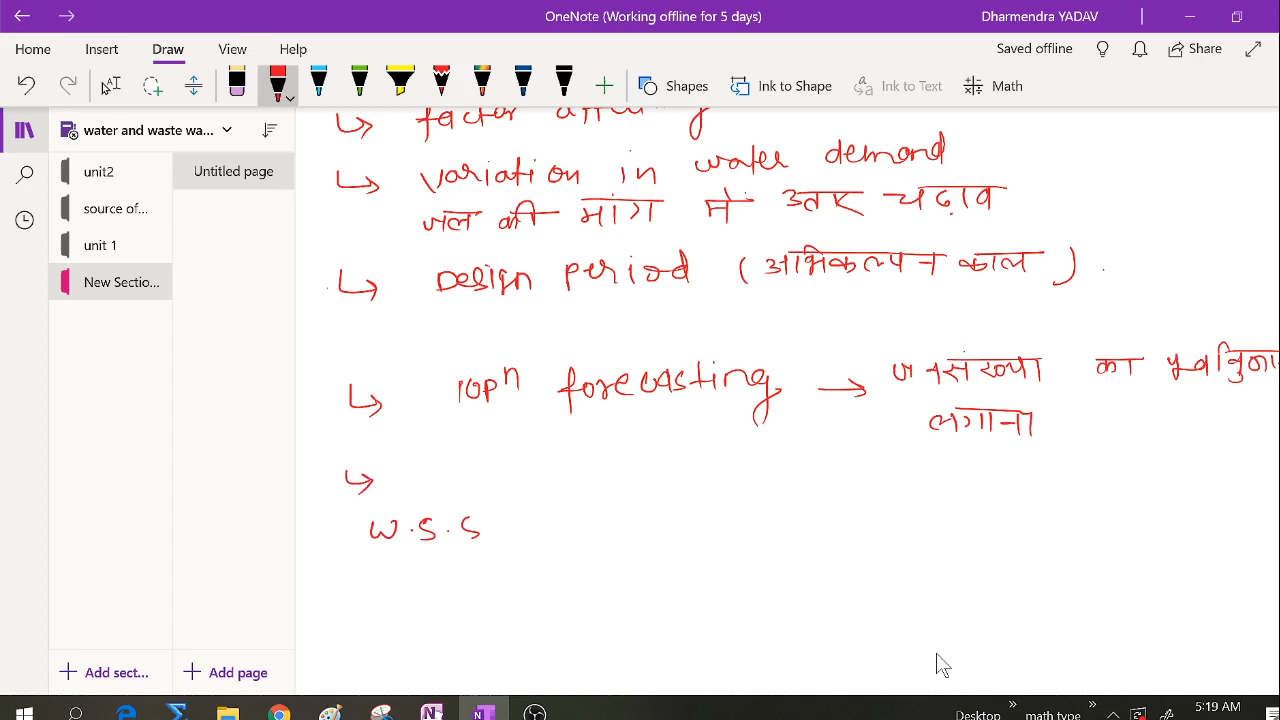 OneNote (Working offline for 5 days)
Dharmendra YADAV
Home Insert Draw View Help
Saved offline
Share
Shapes
Ink to Shape
Ink to Text
Math
water and waste wa...
unit2
source of...
unit 1
New Sectio...
Untitled page
factor
variation in water demand
जल की मांग में उतार चढ़ाव
Design period (अभिकल्पन काल)
popn forecasting → जनसंख्या का
लगाना
W.S.S
+ Add sect...
+ Add page
Desktop
math type
5:19 AM